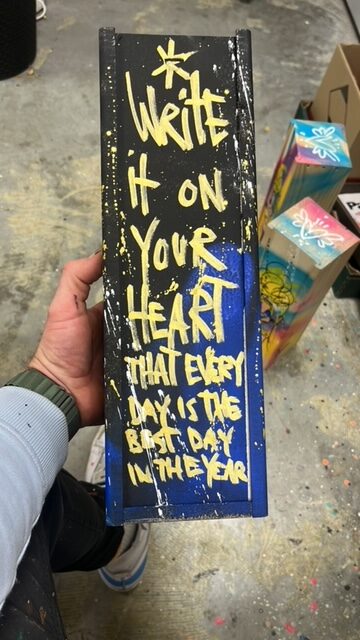 WRITE
it ON
YOUR
HEART
THAT EVERY
DAY IS THE
BEST DAY
IN THE YEAR